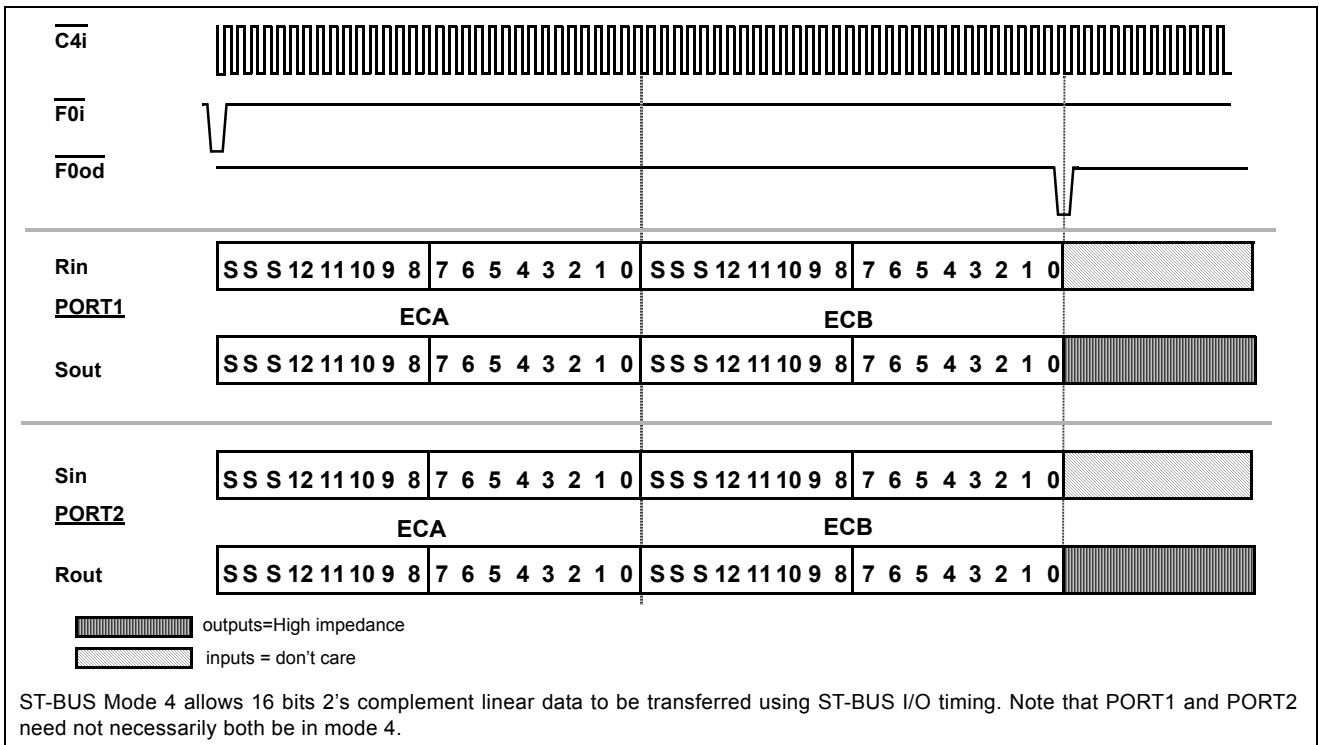 C4i
F0i
F0od
Rin
S S S 12 11 10 9 8 7 6 5 4 3 2 1 0 S S S 12 11 10 9 8 7 6 5 4 3 2 1 0
PORT1
ECA ECB
Sout
S S S 12 11 10 9 8 7 6 5 4 3 2 1 0 S S S 12 11 10 9 8 7 6 5 4 3 2 1 0
Sin
S S S 12 11 10 9 8 7 6 5 4 3 2 1 0 S S S 12 11 10 9 8 7 6 5 4 3 2 1 0
PORT2
ECA ECB
Rout
S S S 12 11 10 9 8 7 6 5 4 3 2 1 0 S S S 12 11 10 9 8 7 6 5 4 3 2 1 0
outputs=High impedance
inputs = don't care
ST-BUS Mode 4 allows 16 bits 2's complement linear data to be transferred using ST-BUS I/O timing. Note that PORT1 and PORT2
need not necessarily both be in mode 4.